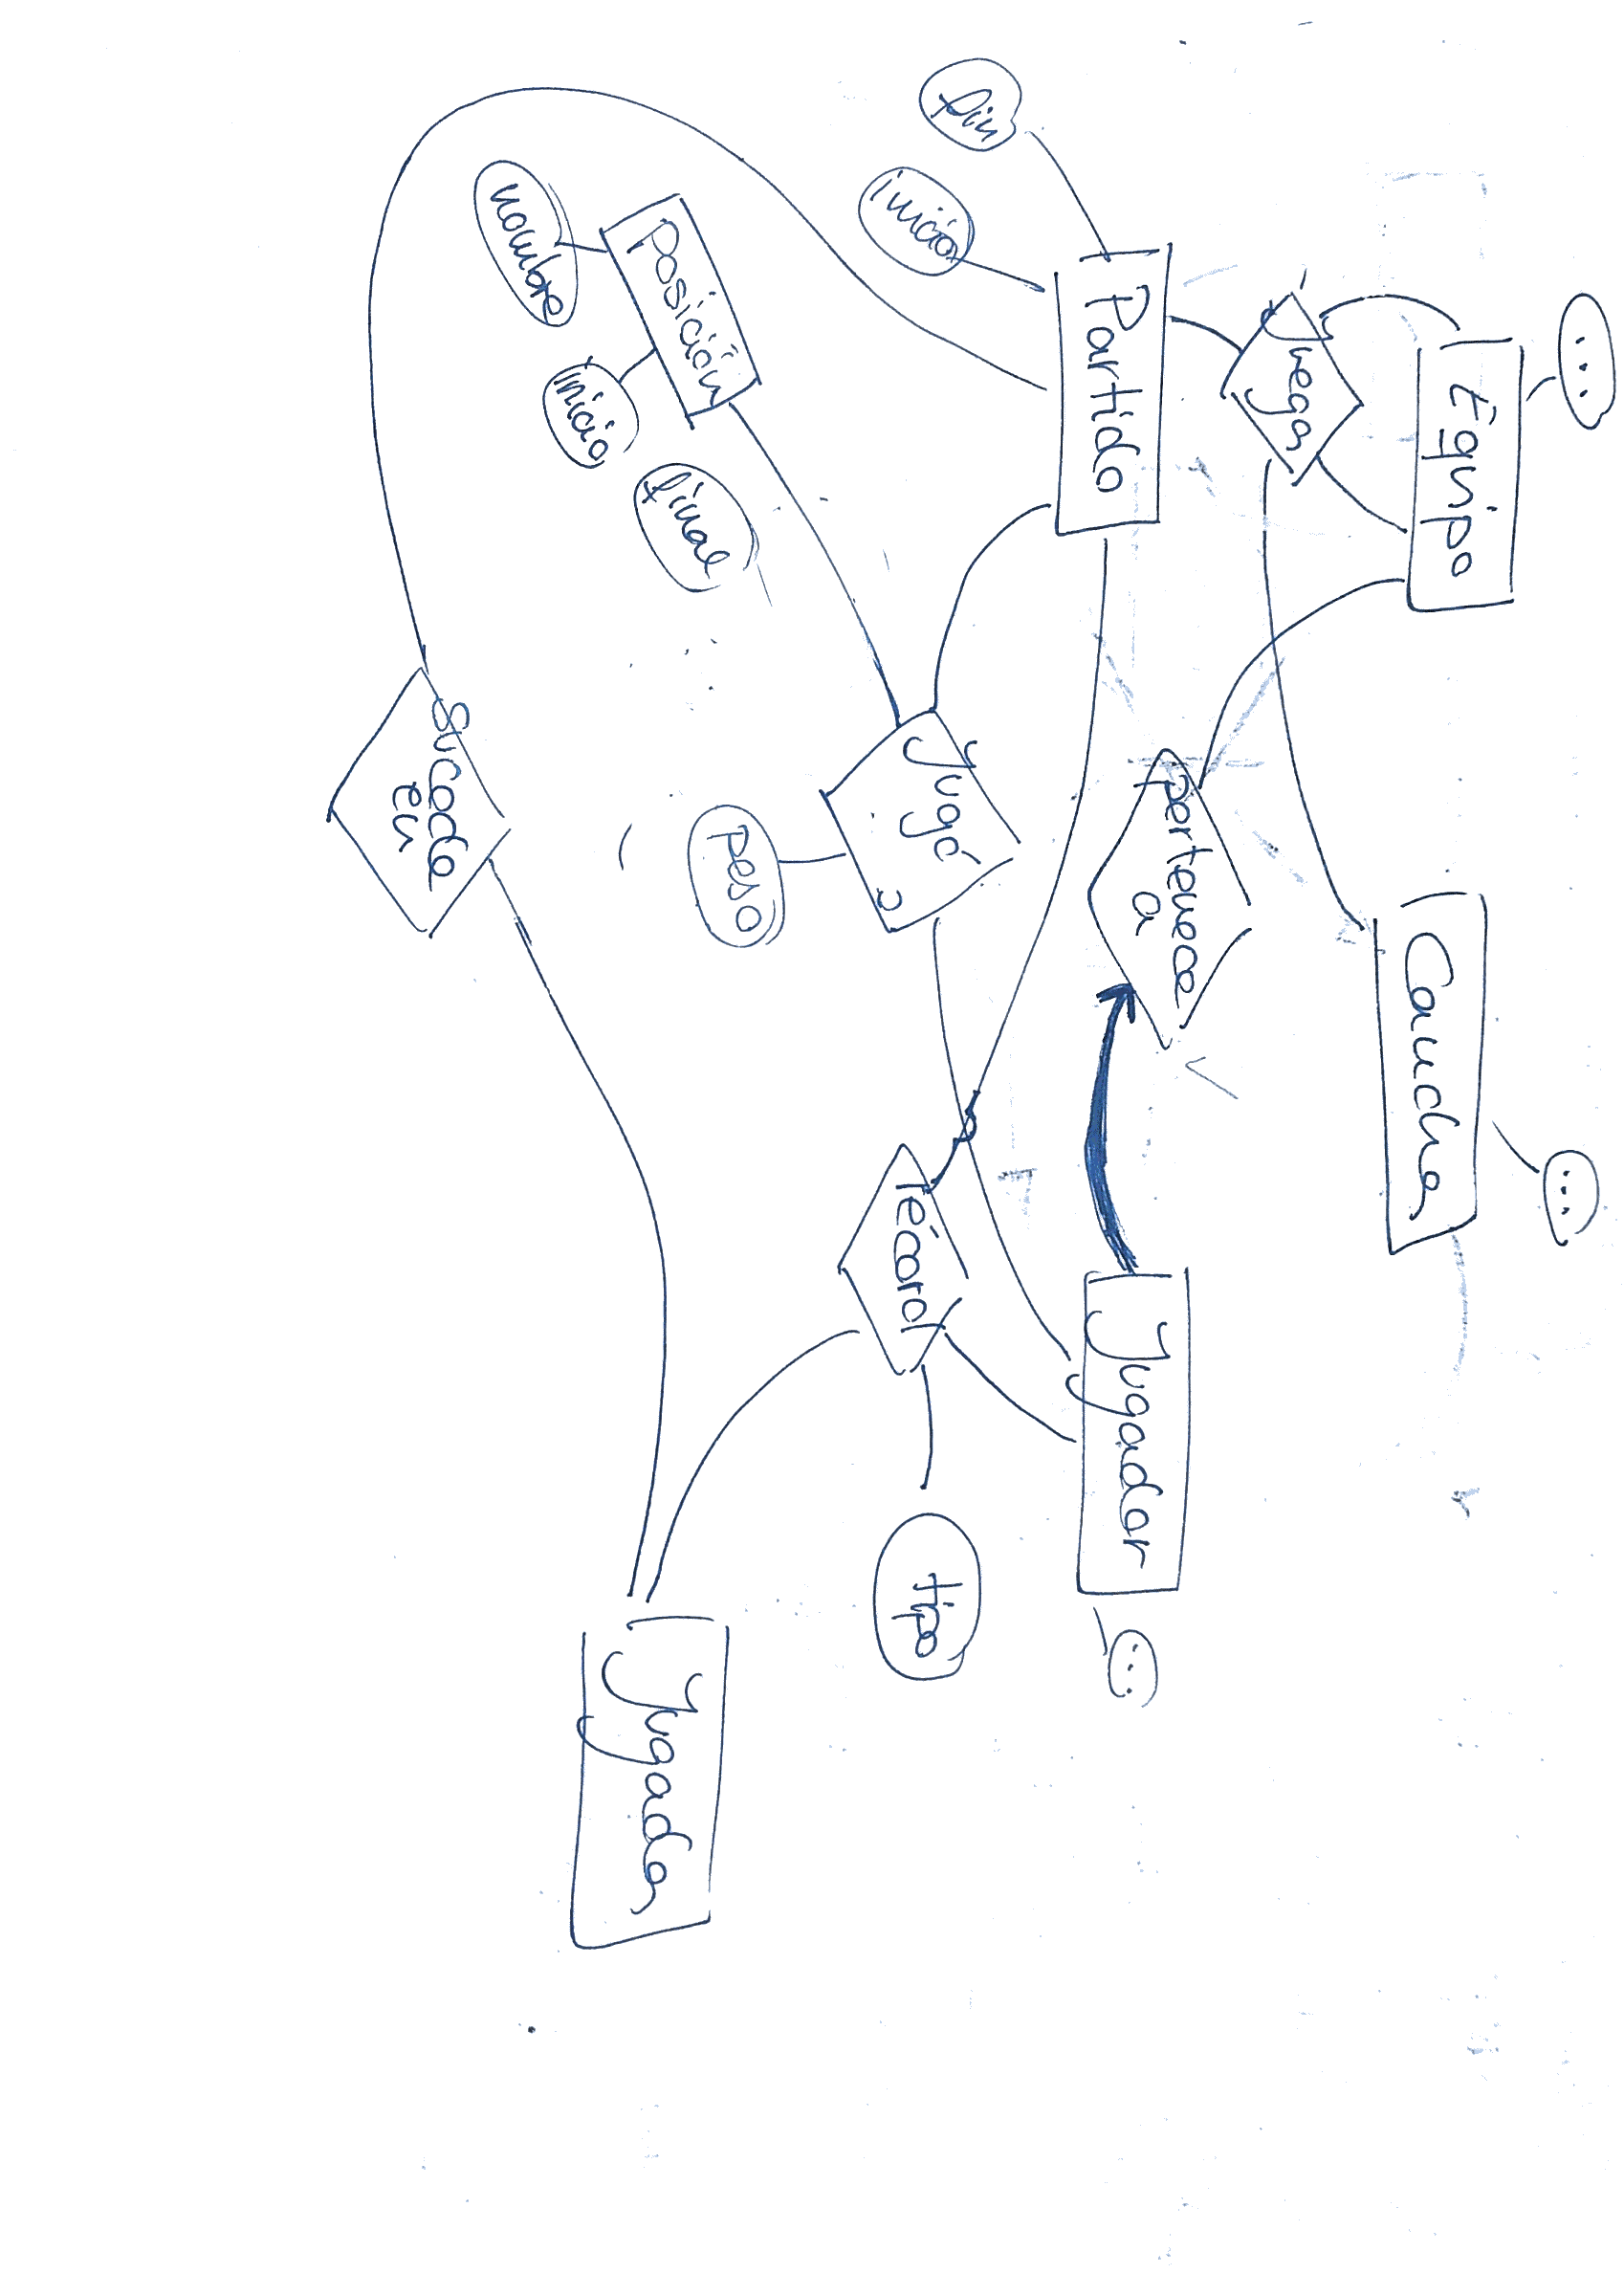 ...
Equipo
Cancha
...
Juega
Partido
pertenece
a
Jugador
...
fin
inicio
Jugó
récord
tipo
peso
posición
final
inicio
nombre
Jugada
Sucede
en